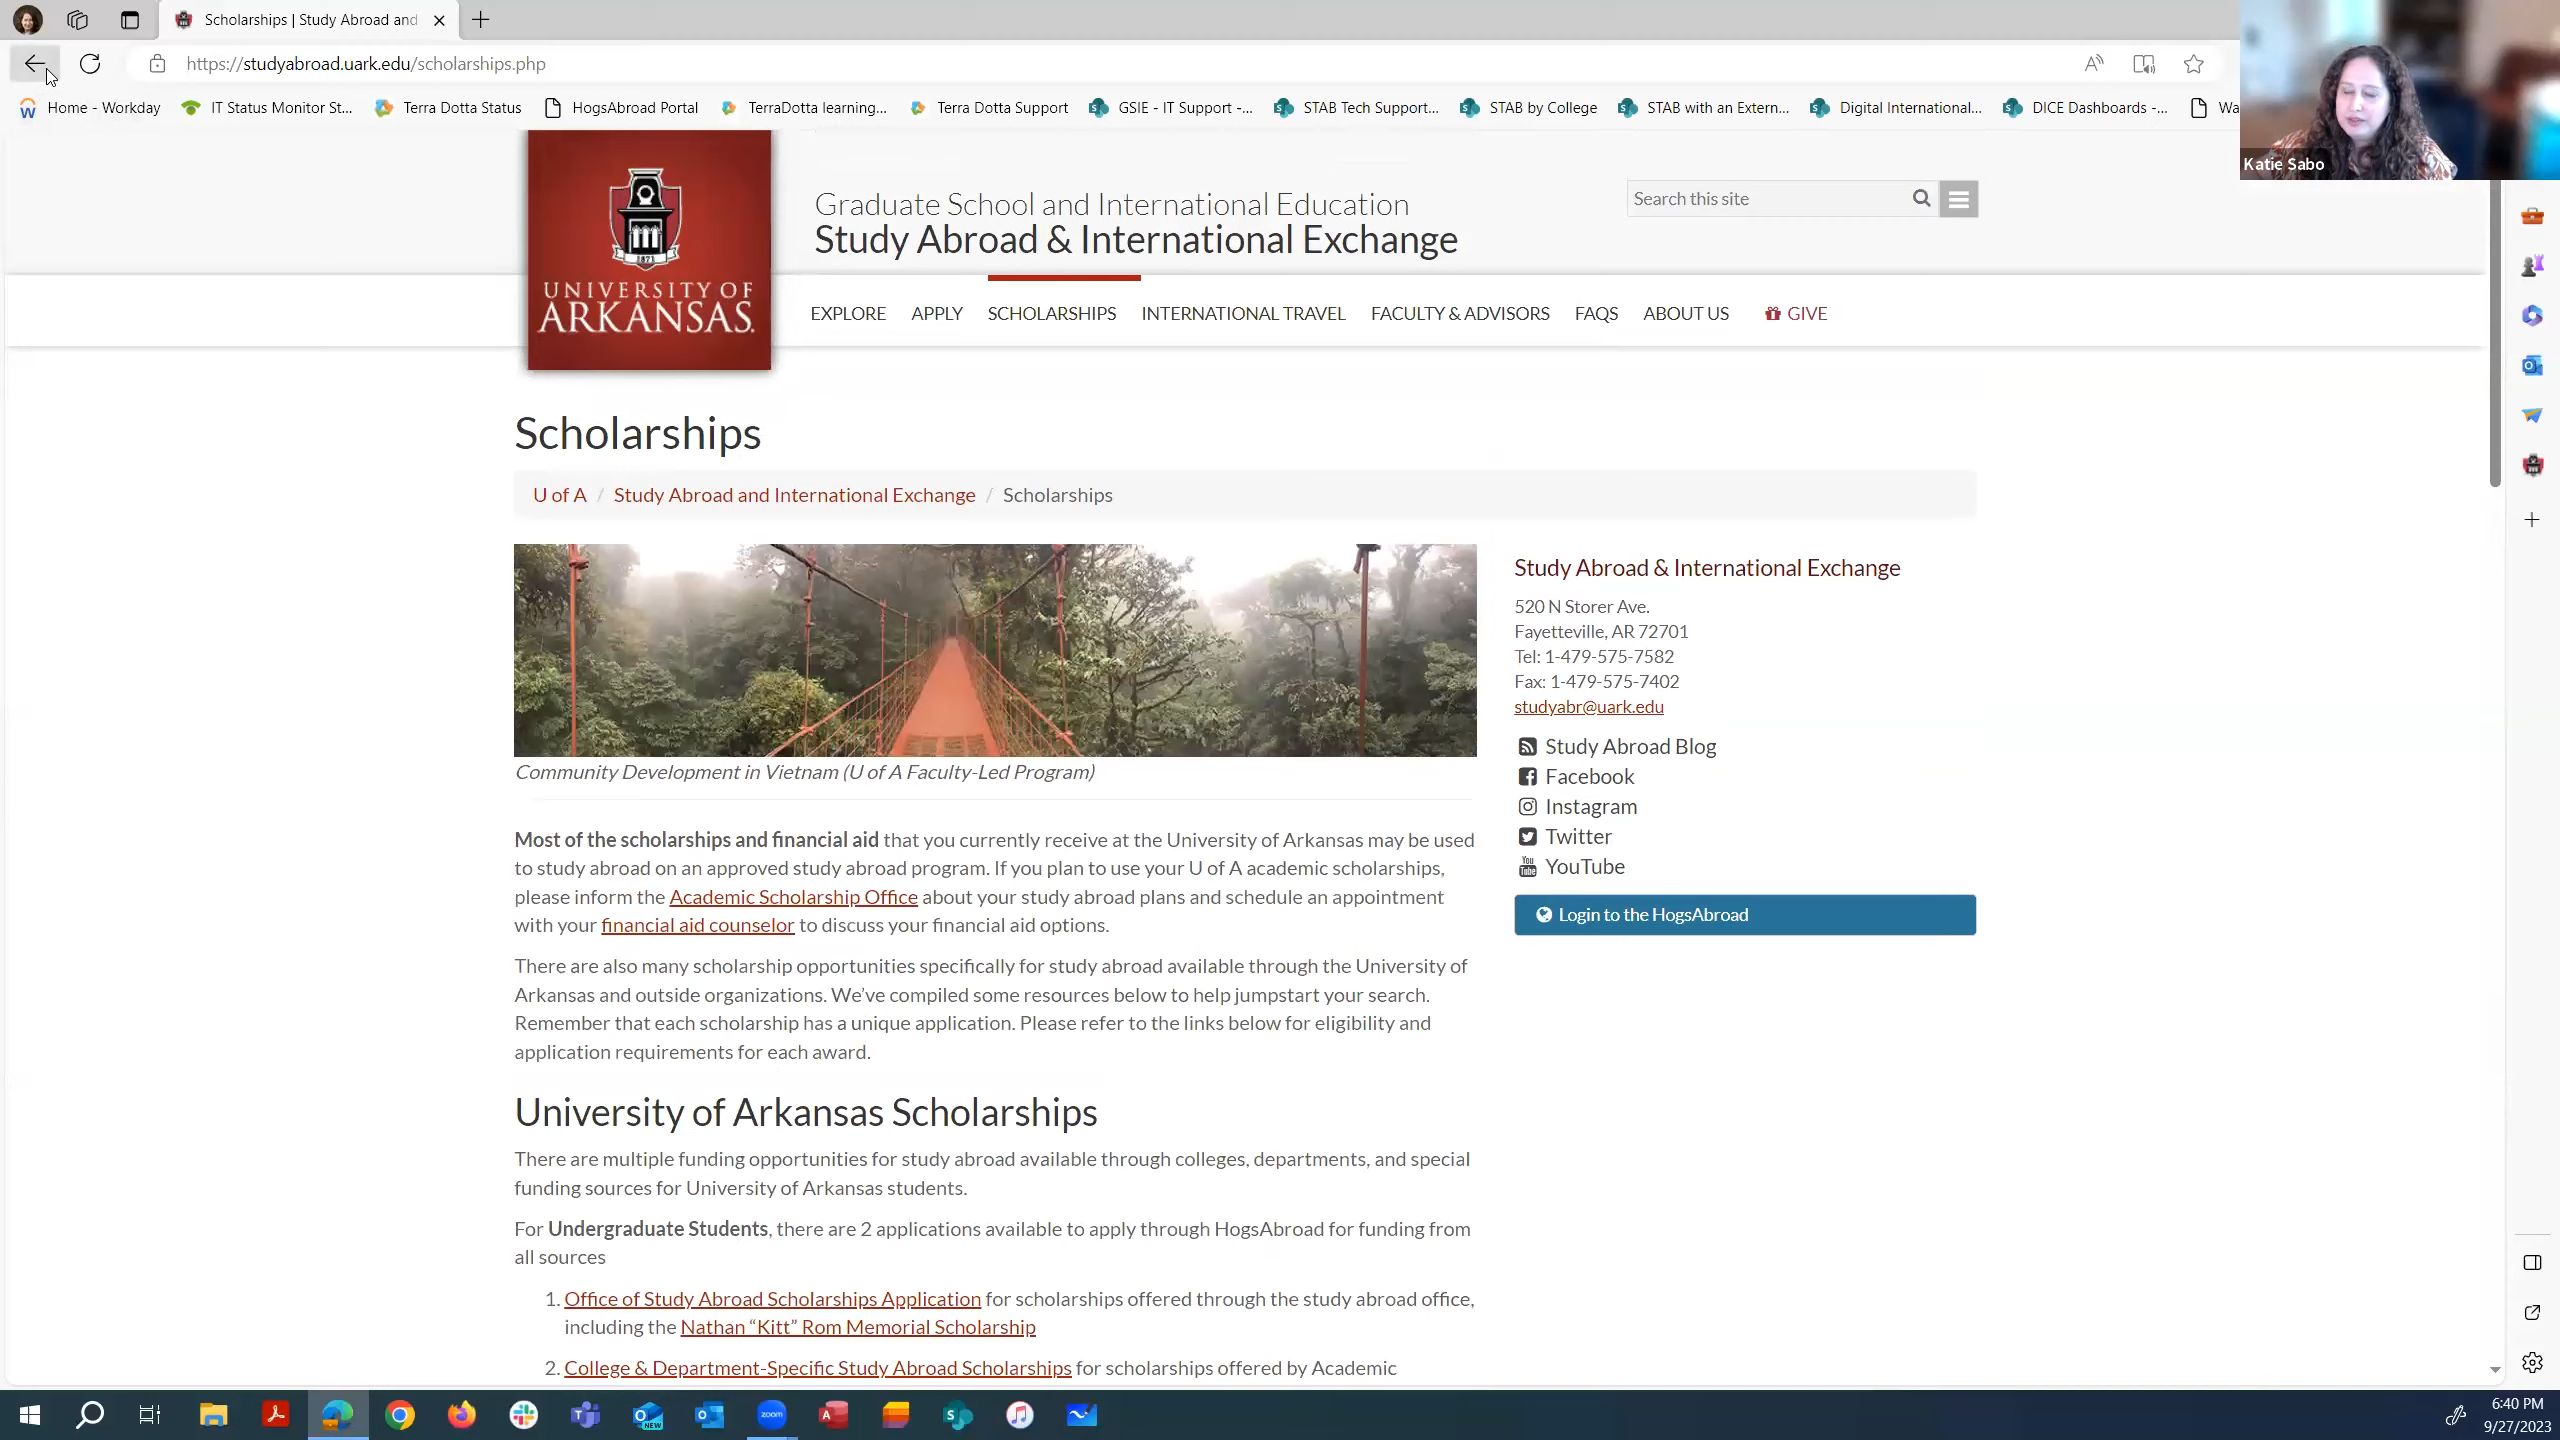 Scholarships | Study Abroad and
https://studyabroad.uark.edu/scholarships.php
Home - Workday
IT Status Monitor St...
Terra Dotta Status
HogsAbroad Portal
TerraDotta learning...
Terra Dotta Support
GSIE - IT Support -...
STAB Tech Support...
STAB by College
STAB with an Extern...
Digital International...
DICE Dashboards -...
Wa
Katie Sabo
1871
UNIVERSITY OF
ARKANSAS.
Graduate School and International Education
Study Abroad & International Exchange
Search this site
EXPLORE
APPLY
SCHOLARSHIPS
INTERNATIONAL TRAVEL
FACULTY & ADVISORS
FAQS
ABOUT US
GIVE
Scholarships
U of A / Study Abroad and International Exchange / Scholarships
Community Development in Vietnam (U of A Faculty-Led Program)
Most of the scholarships and financial aid that you currently receive at the University of Arkansas may be used
to study abroad on an approved study abroad program. If you plan to use your U of A academic scholarships,
please inform the Academic Scholarship Office about your study abroad plans and schedule an appointment
with your financial aid counselor to discuss your financial aid options.
There are also many scholarship opportunities specifically for study abroad available through the University of
Arkansas and outside organizations. We've compiled some resources below to help jumpstart your search.
Remember that each scholarship has a unique application. Please refer to the links below for eligibility and
application requirements for each award.
University of Arkansas Scholarships
There are multiple funding opportunities for study abroad available through colleges, departments, and special
funding sources for University of Arkansas students.
For Undergraduate Students, there are 2 applications available to apply through HogsAbroad for funding from
all sources
1. Office of Study Abroad Scholarships Application for scholarships offered through the study abroad office,
including the Nathan “Kitt” Rom Memorial Scholarship
2. College & Department-Specific Study Abroad Scholarships for scholarships offered by Academic
Study Abroad & International Exchange
520 N Storer Ave.
Fayetteville, AR 72701
Tel: 1-479-575-7582
Fax: 1-479-575-7402
studyabr@uark.edu
Study Abroad Blog
Facebook
Instagram
Twitter
You Tube YouTube
Login to the HogsAbroad
NEW
zoom
6:40 PM
9/27/2023